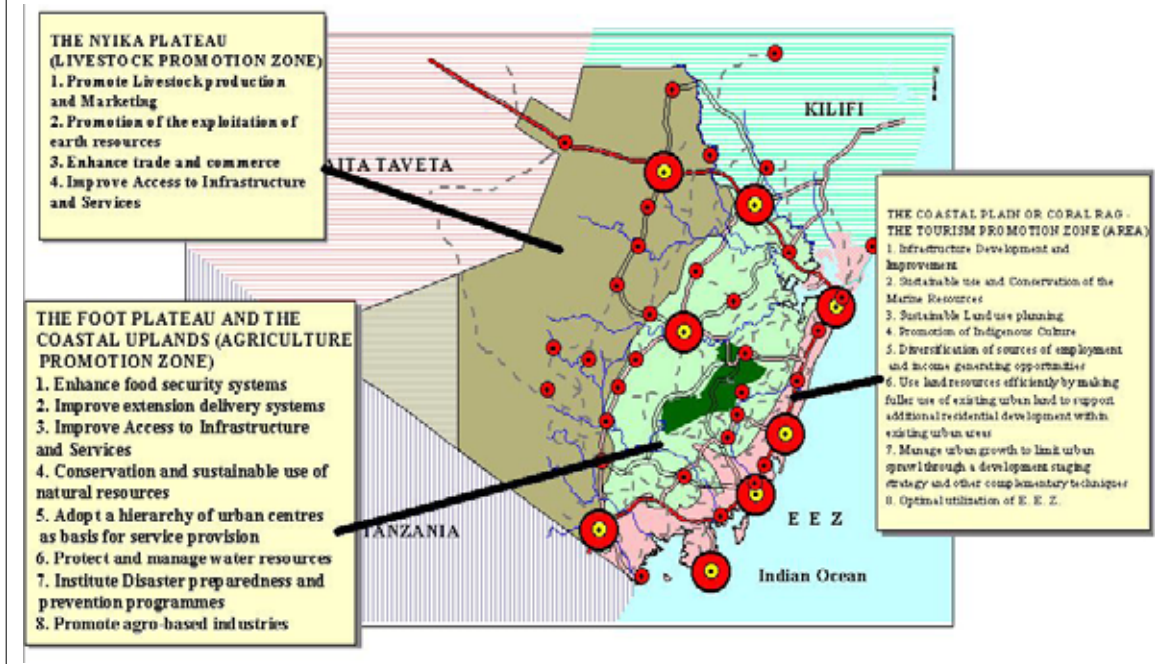 THE NYIKA PLATEAU
(LIVESTOCK PROMOTION ZONE)
1. Promote Livestock production
and Marketing
2. Promotion of the exploitation of
earth resources
3. Enhance trade and commerce
4. Improve Access to Infrastructure
and Services
KILIFI
AITA TAVETA
THE COASTAL PLAIN OR CORAL RAG -
THE TOURISM PROMOTION ZONE (AREA)
1. Infrastructure Development and
Improvement
2. Sustainable use and Conservation of the
Marine Resources
3. Sustainable Land use planning
4. Promotion of Indigenous Culture
5. Diversification of sources of employment
and income generating opportunities
6. Use land resources efficiently by making
fuller use of existing urban land to support
additional residential development within
existing urban areas
7. Manage urban growth to limit urban
sprawl through a development staging
strategy and other complementary techniques
8. Optimal utilization of E. E. Z.
THE FOOT PLATEAU AND THE
COASTAL UPLANDS (AGRICULTURE
PROMOTION ZONE)
1. Enhance food security systems
2. Improve extension delivery systems
3. Improve Access to Infrastructure
and Services
4. Conservation and sustainable use of
natural resources
5. Adopt a hierarchy of urban centres
as basis for service provision
6. Protect and manage water resources
7. Institute Disaster preparedness and
prevention programmes
8. Promote agro-based industries
TANZANIA
E E Z
Indian Ocean